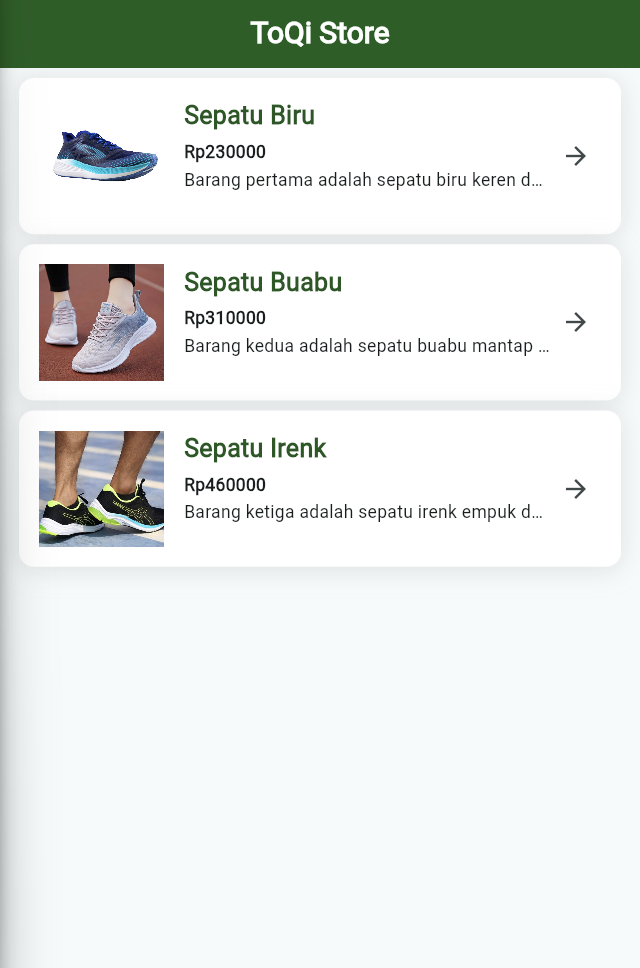 ToQi Store
Sepatu Biru
Rp230000
Barang pertama adalah sepatu biru keren d...
Sepatu Buabu
Rp310000
Barang kedua adalah sepatu buabu mantap ...
Sepatu Irenk
Rp460000
Barang ketiga adalah sepatu irenk empuk d...